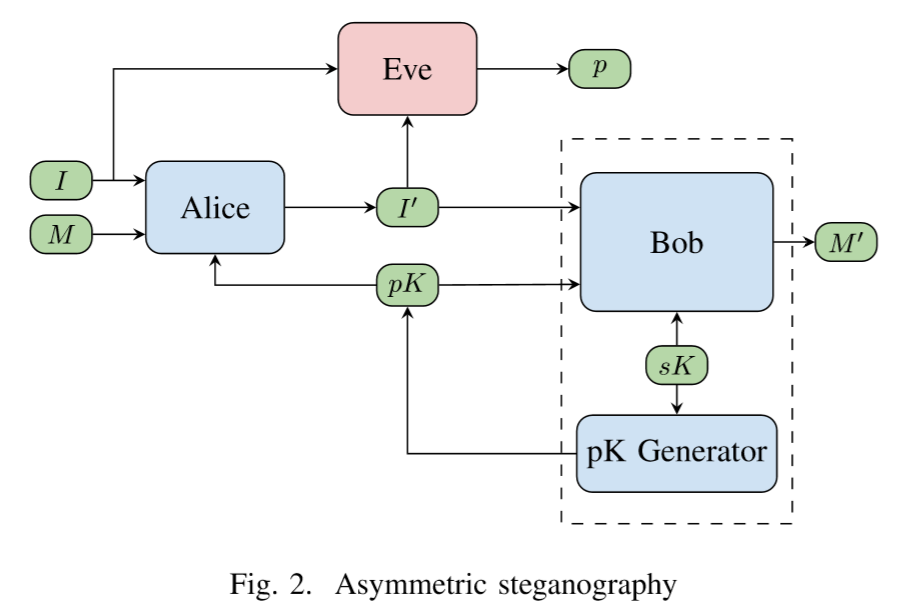 Eve
p
I
Alice
I′
M
Bob
M′
pK
sK
pK Generator
Fig. 2. Asymmetric steganography